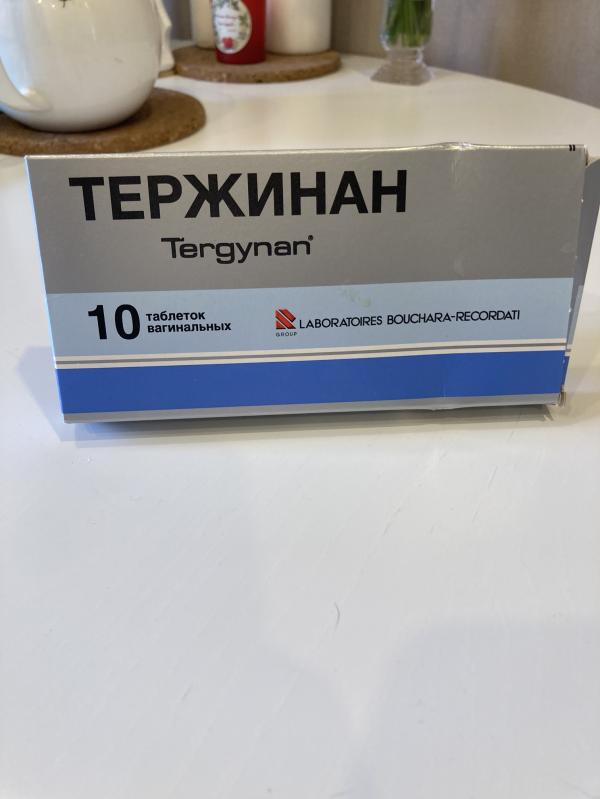 ТЕРЖИНАН
Tergynan®
10 таблеток
вагинальных
GROUP
LABORATOIRES BOUCHARA-RECORDATI